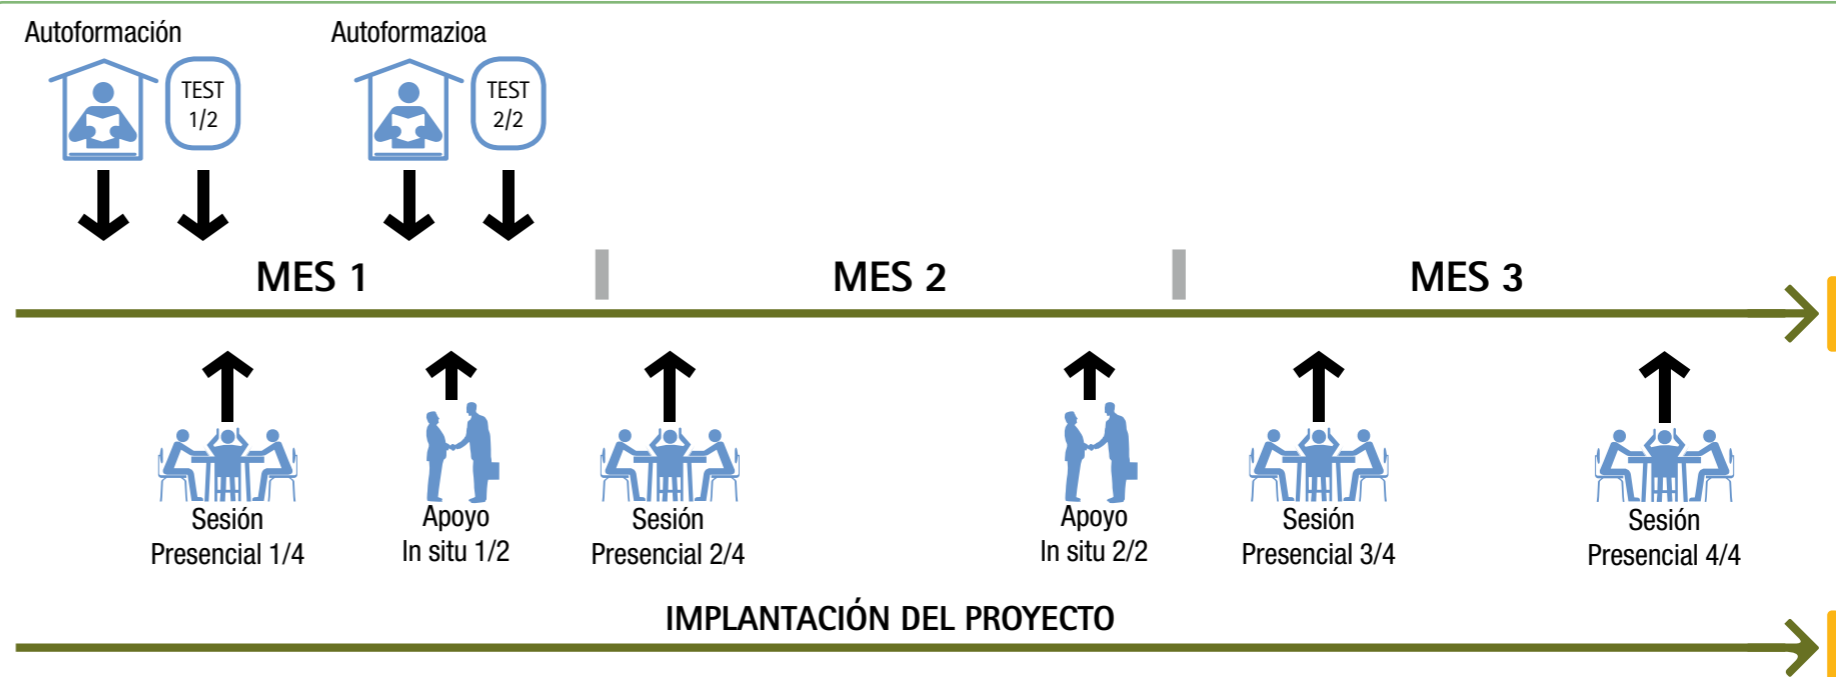 Autoformación
Autoformazioa
TEST
1/2
TEST
2/2
MES 1
MES 2
MES 3
Sesión
Presencial 1/4
Apoyo
In situ 1/2
Sesión
Presencial 2/4
Apoyo
In situ 2/2
Sesión
Presencial 3/4
Sesión
Presencial 4/4
IMPLANTACIÓN DEL PROYECTO